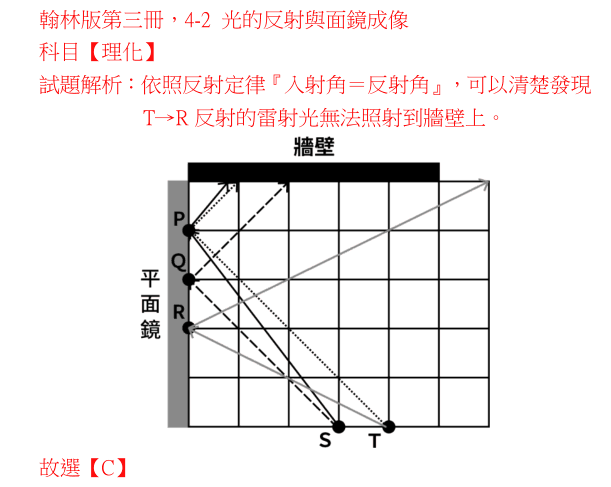 翰林版第三冊，4-2 光的反射與面鏡成像
科目【理化】
試題解析：依照反射定律『入射角＝反射角』，可以清楚發現
T→R 反射的雷射光無法照射到牆壁上。
牆壁
P
Q
平面鏡
R
S
T
故選【C】